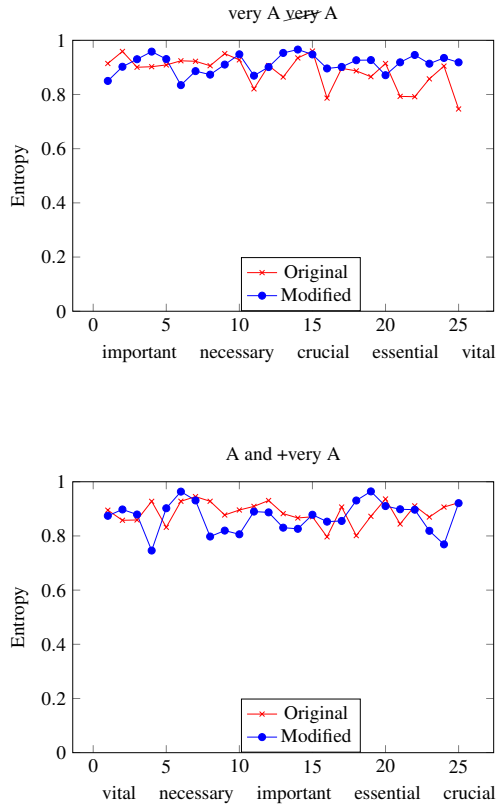 very A very A
1
0.8
0.6
0.4
0.2
0
Entropy
Original
Modified
0 5 10 15 20 25
important necessary crucial essential vital
A and +very A
1
0.8
0.6
0.4
0.2
0
Entropy
Original
Modified
0 5 10 15 20 25
vital necessary important essential crucial